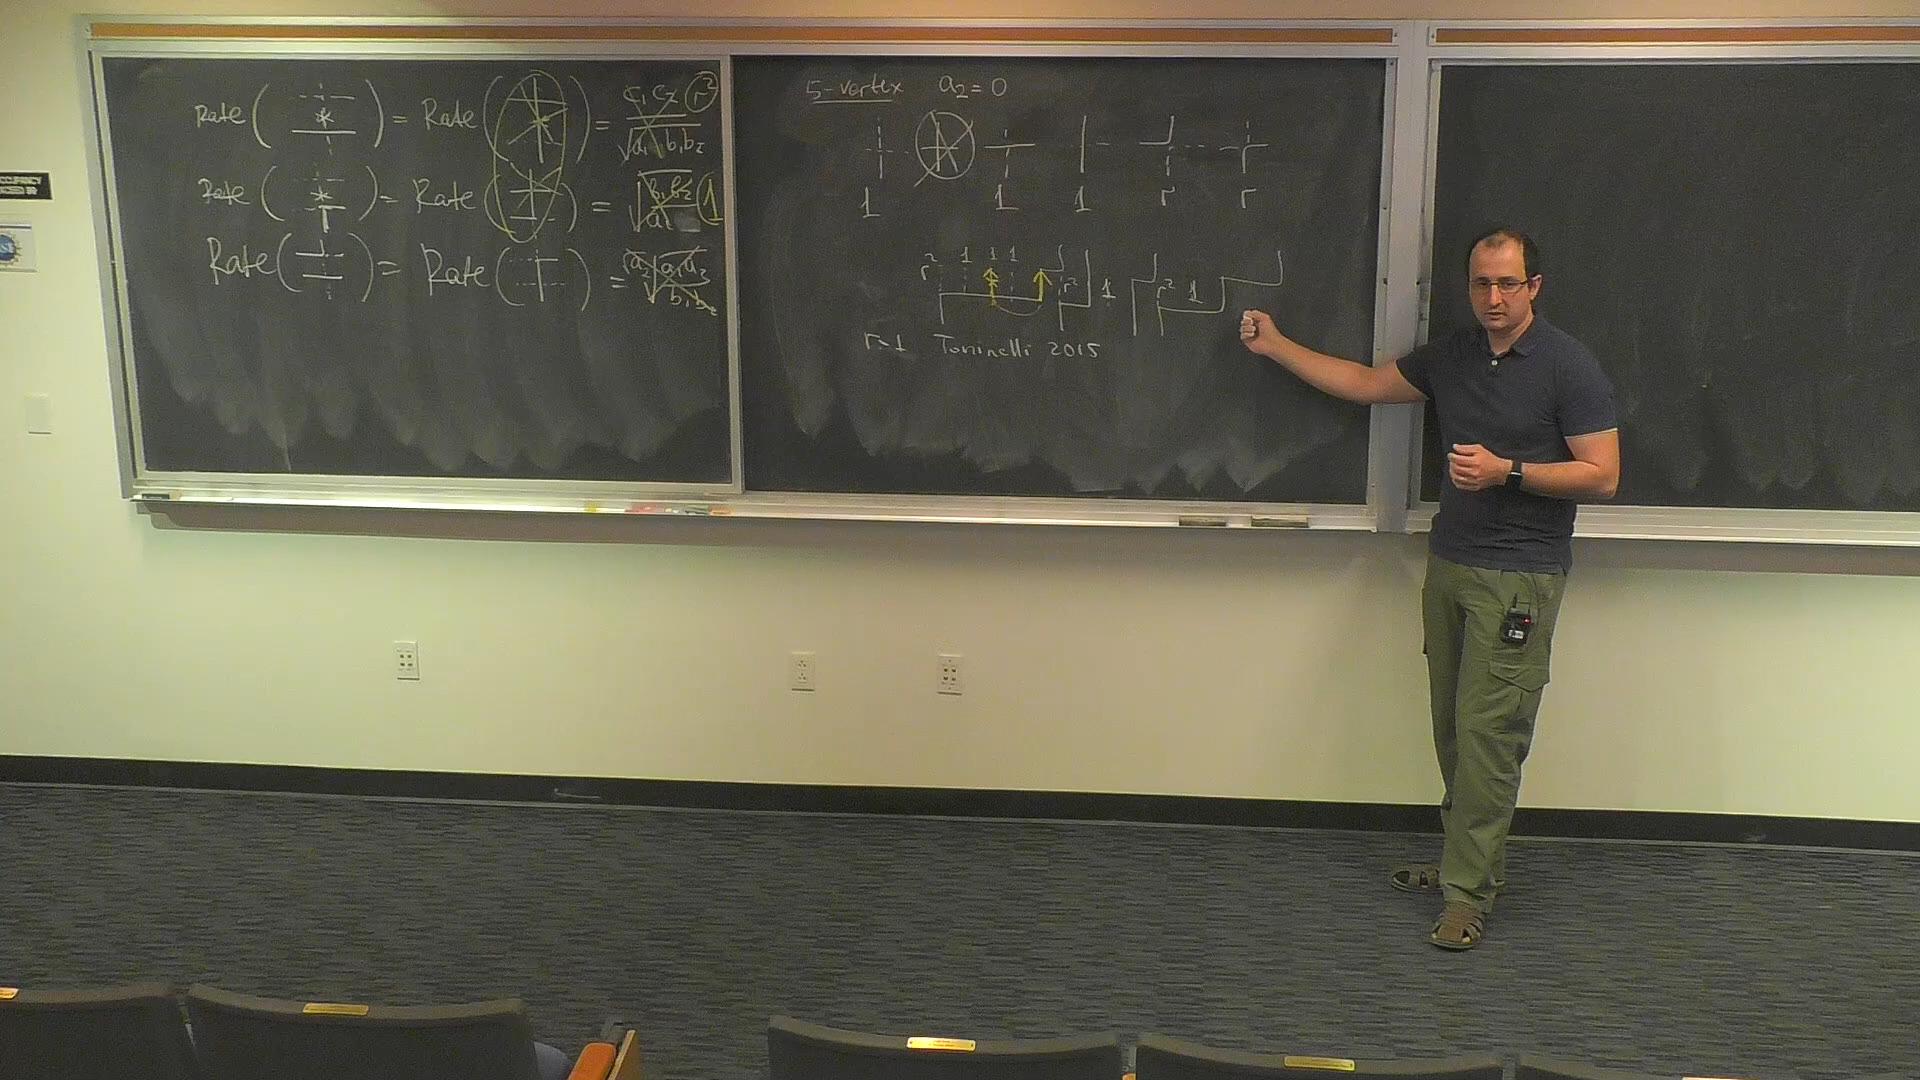 Rate ( * ) = Rate ( ) = c₁c₂ r² / √a₁ b₁b₂
Rate ( * ) = Rate ( ) = √b₁b₂ / a₁ 1
Rate ( ) = Rate ( ) = √a₁a₂ / b₁b₂
5-vertex a₂=0
1 1 1 r r
r² 1 1 1 r² 1 r² 1
r=1 Toninelli 2015